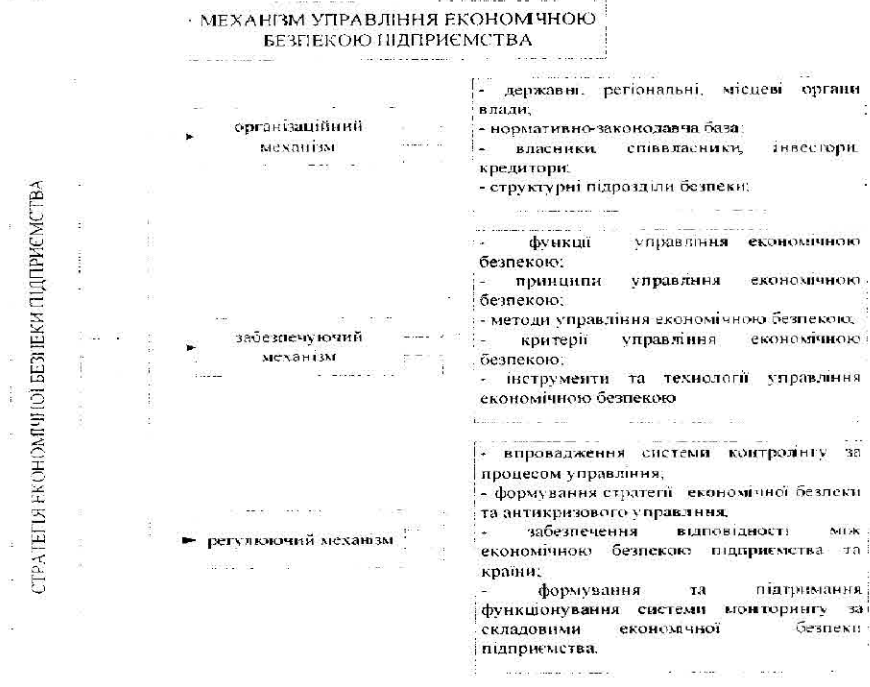 МЕХАНІЗМ УПРАВЛІННЯ ЕКОНОМІЧНОЮ
БЕЗПЕКОЮ ПІДПРИЄМСТВА
СТРАТЕГІЯ ЕКОНОМІЧНОЇ БЕЗПЕКИ ПІДПРИЄМСТВА
організаційний
механізм
- державні, регіональні, місцеві органи
влади;
- нормативно-законодавча база;
- власники, співвласники, інвестори,
кредитори;
- структурні підрозділи безпеки;
забезпечуючий
механізм
- функції управління економічною
безпекою;
- принципи управління економічною
безпекою;
- методи управління економічною безпекою;
- критерії управління економічною
безпекою;
- інструменти та технології управління
економічною безпекою
регулюючий механізм
- впровадження системи контролінгу за
процесом управління;
- формування стратегії економічної безпеки
та антикризового управління;
- забезпечення відповідності між
економічною безпекою підприємства та
країни;
- формування та підтримання
функціонування системи моніторингу за
складовими економічної безпеки
підприємства.